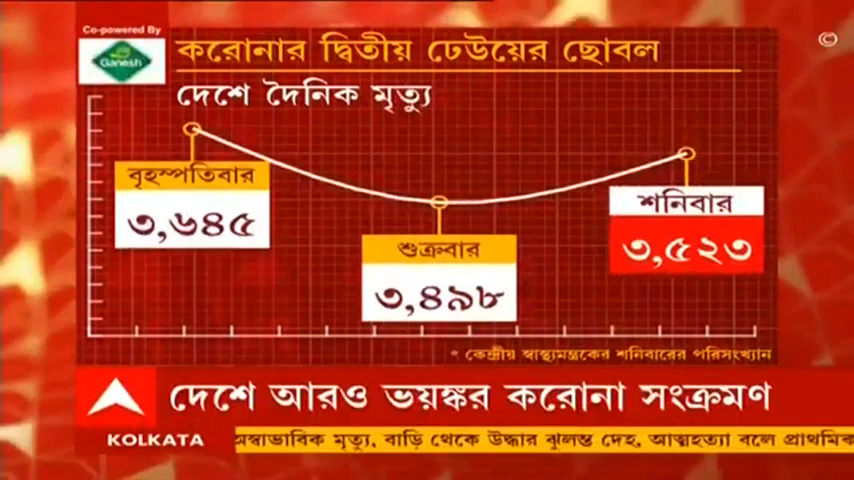 Co-powered By
Ganesh
©
করোনার দ্বিতীয় ঢেউয়ের ছোবল
দেশে দৈনিক মৃত্যু
বৃহস্পতিবার
৩,৬৪৫
শুক্রবার
৩,৪৯৮
শনিবার
৩,৫২৩
* কেন্দ্রীয় স্বাস্থ্যমন্ত্রকের শনিবারের পরিসংখ্যান
দেশে আরও ভয়ঙ্কর করোনা সংক্রমণ
KOLKATA
অস্বাভাবিক মৃত্যু, বাড়ি থেকে উদ্ধার ঝুলন্ত দেহ, আত্মহত্যা বলে প্রাথমিক